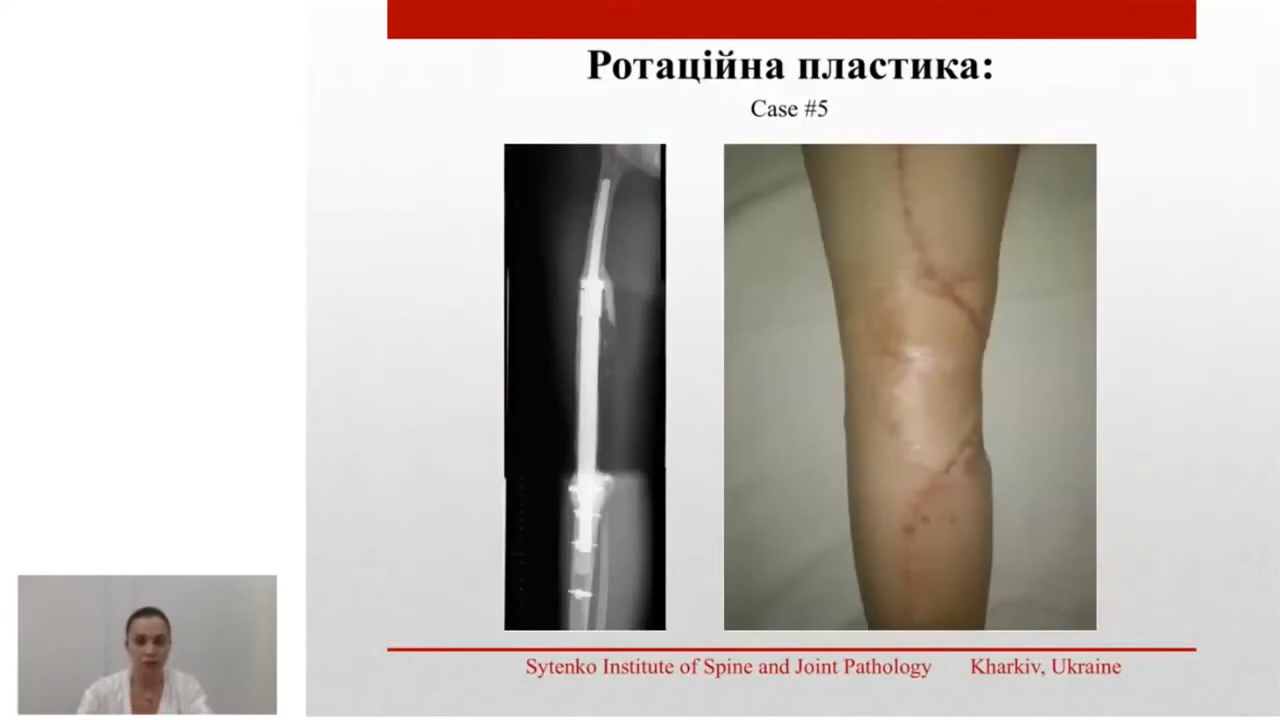 Ротаційна пластика:
Case #5
Sytenko Institute of Spine and Joint Pathology Kharkiv, Ukraine